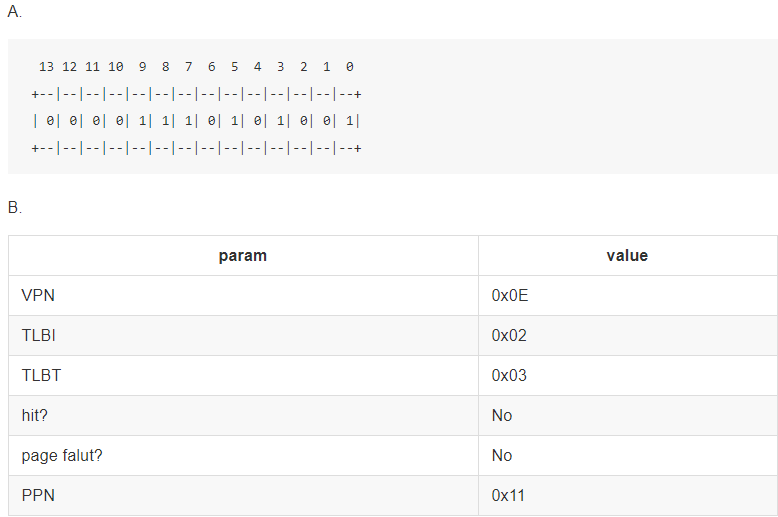 A.
13 12 11 10 9 8 7 6 5 4 3 2 1 0
+--|--|--|--|--|--|--|--|--|--|--|--|--|--+
| 0| 0| 0| 0| 1| 1| 1| 0| 1| 0| 1| 0| 0| 1|
+--|--|--|--|--|--|--|--|--|--|--|--|--|--+
B.
param value
VPN 0x0E
TLBI 0x02
TLBT 0x03
hit? No
page falut? No
PPN 0x11